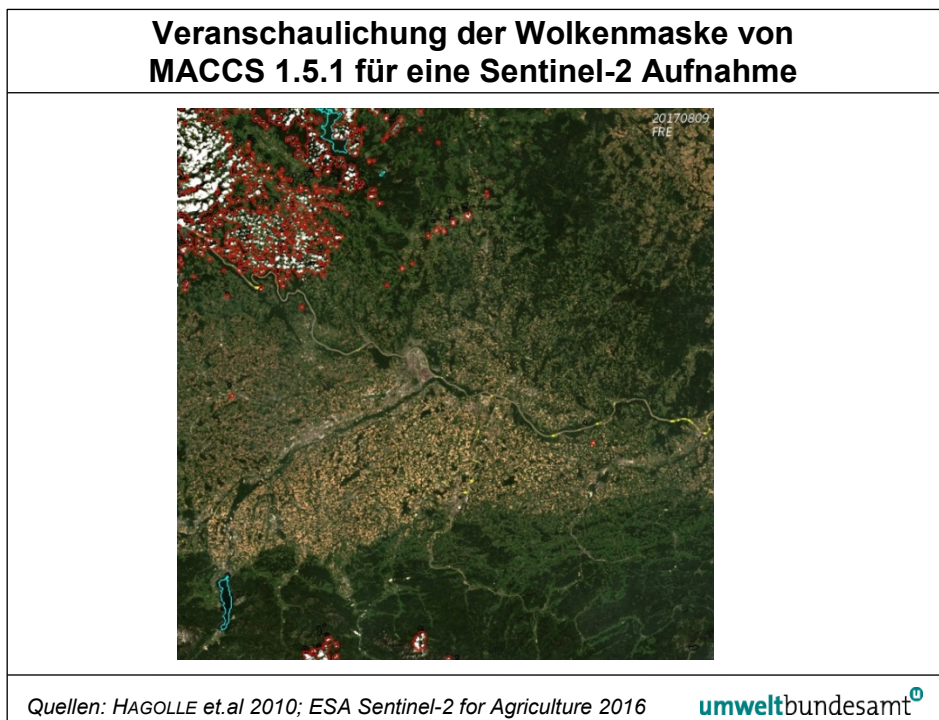 Veranschaulichung der Wolkenmaske von
MACCS 1.5.1 für eine Sentinel-2 Aufnahme
20170809
FRE
Quellen: HAGOLLE et.al 2010; ESA Sentinel-2 for Agriculture 2016
umweltbundesamt
u